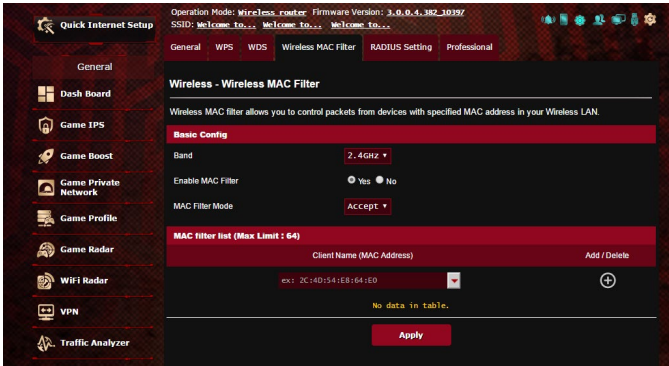 Quick Internet Setup
General
Dash Board
Game IPS
Game Boost
Game Private
Network
Game Profile
Game Radar
WiFi Radar
VPN
Traffic Analyzer
Operation Mode: Wireless router Firmware Version: 3.0.0.4.382_10397
SSID: Welcome to... Welcome to... Welcome to...
General WPS WDS Wireless MAC Filter RADIUS Setting Professional
Wireless - Wireless MAC Filter
Wireless MAC filter allows you to control packets from devices with specified MAC address in your Wireless LAN.
Basic Config
Band 2.4GHz
Enable MAC Filter Yes No
MAC Filter Mode Accept
MAC filter list (Max Limit : 64)
Client Name (MAC Address) Add / Delete
ex: 2C:4D:54:E8:64:E0
No data in table.
Apply